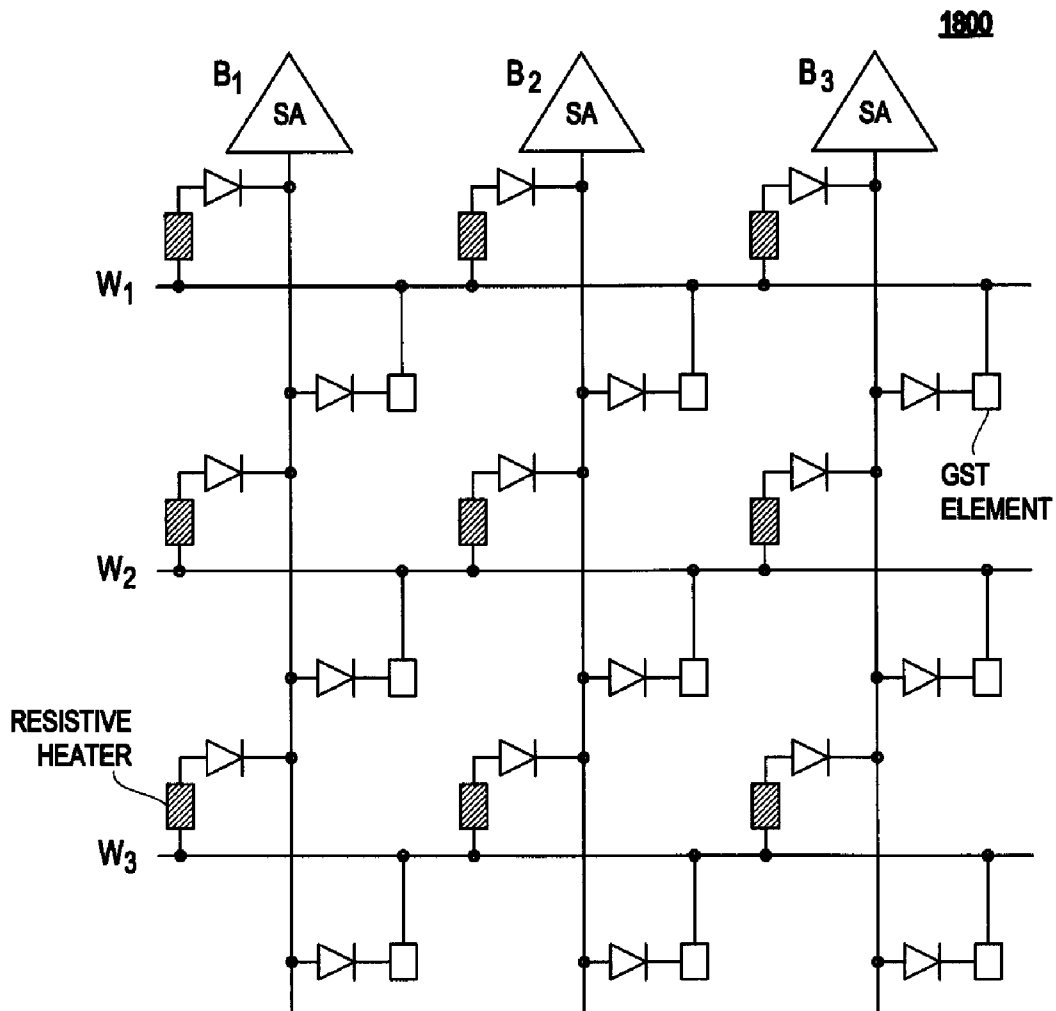 1800
B1
SA
B2
SA
B3
SA
W1
GST
ELEMENT
W2
RESISTIVE
HEATER
W3